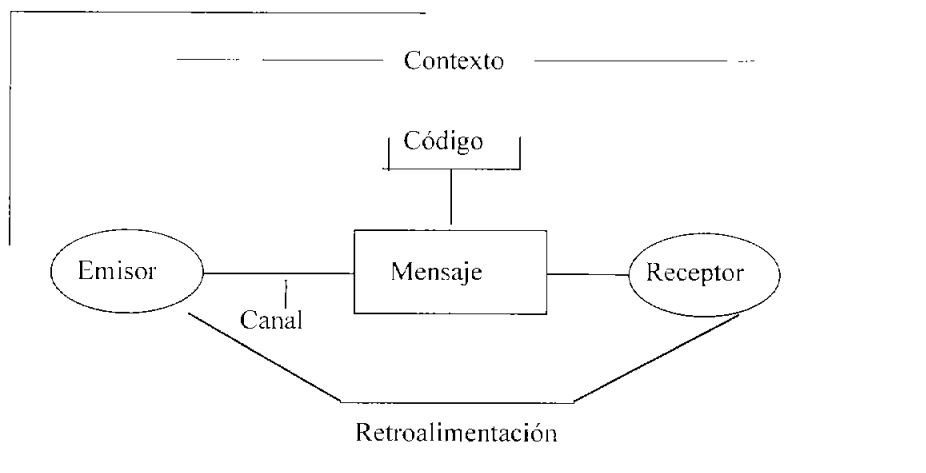 Contexto
Código
Emisor
Mensaje
Receptor
Canal
Retroalimentación